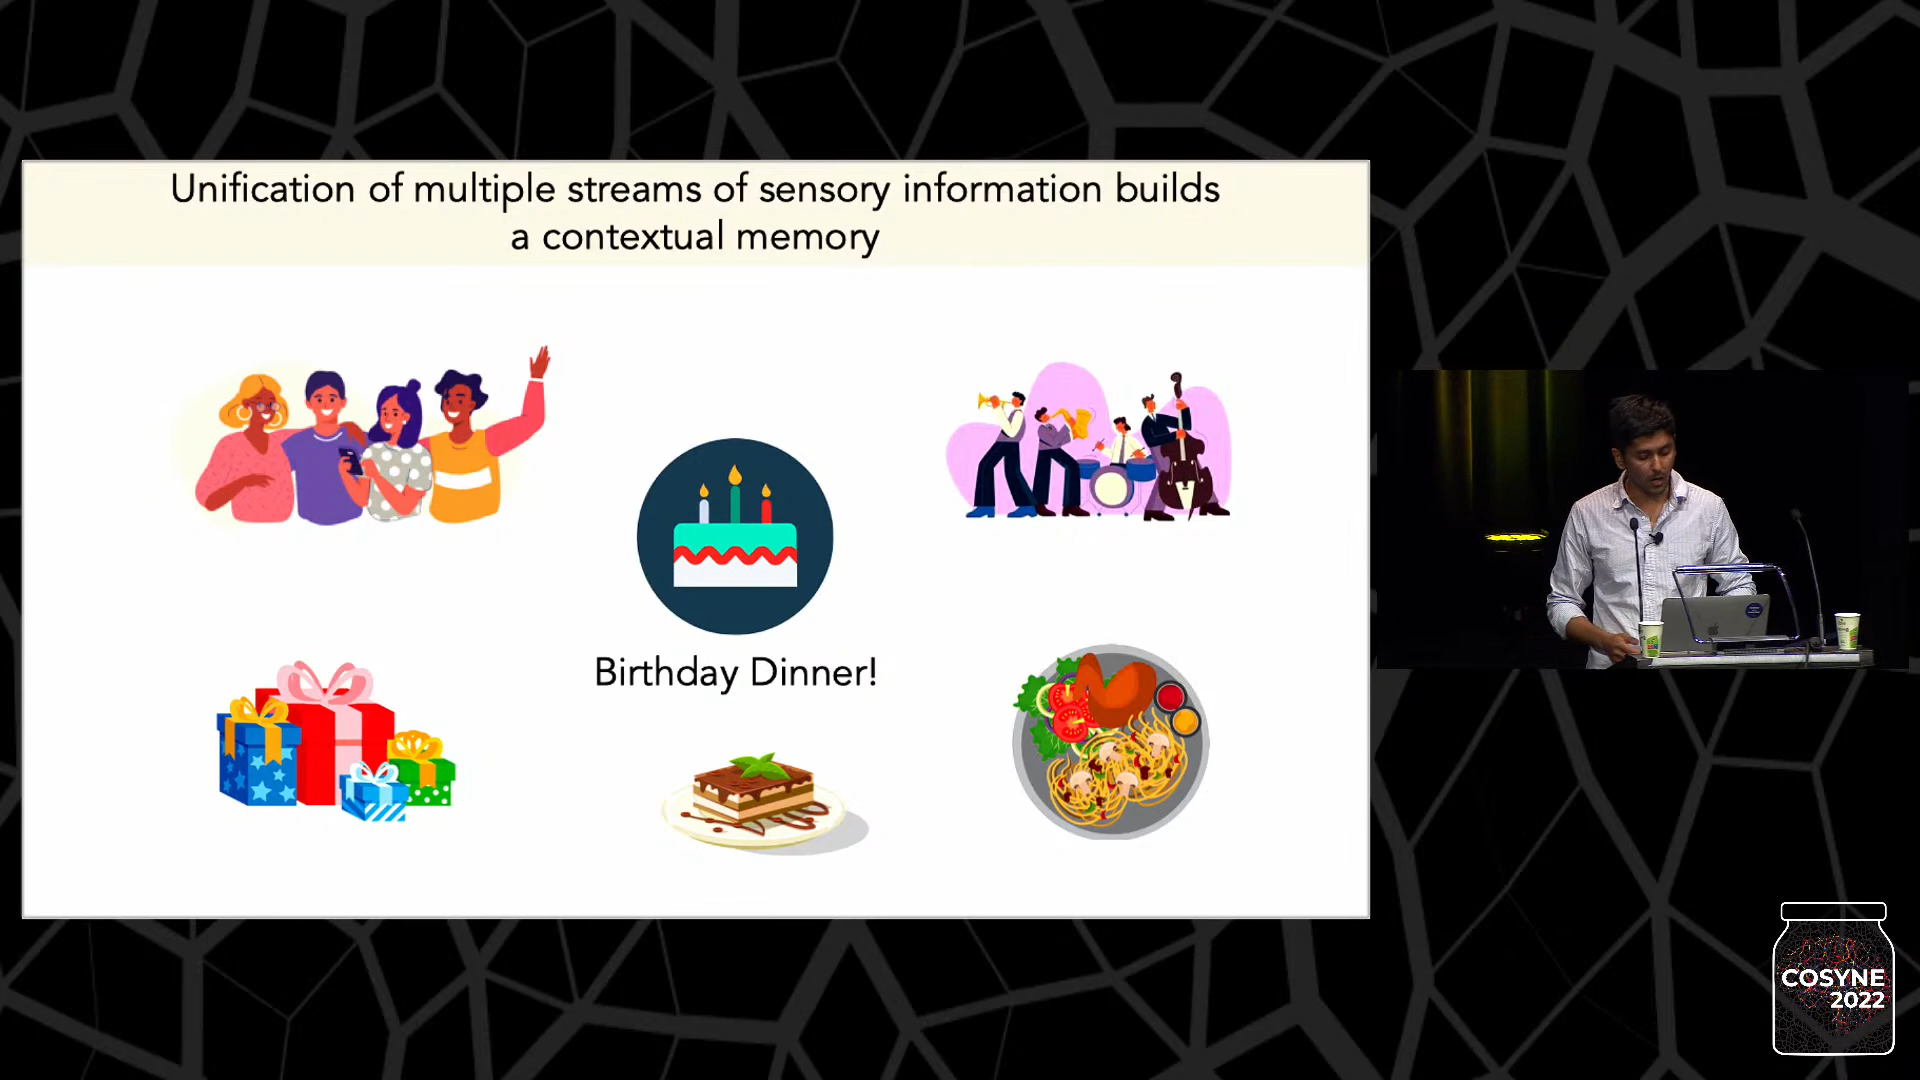 Unification of multiple streams of sensory information builds
a contextual memory
Birthday Dinner!
COSYNE
2022